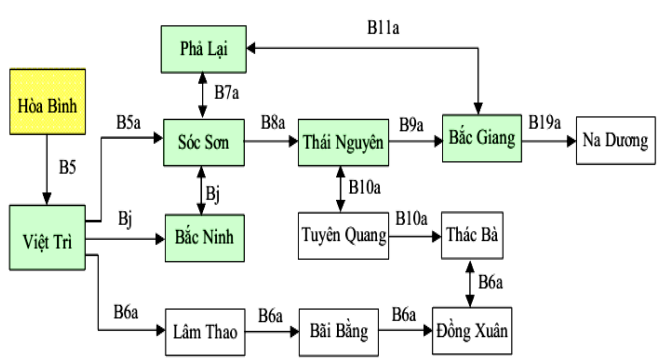 B11a
Phả Lại
Hòa Bình
B7a
B5a
Sóc Sơn
B8a
Thái Nguyên
B9a
Bắc Giang
B19a
Na Dương
B5
Bj
B10a
Việt Trì
Bj
Bắc Ninh
Tuyên Quang
B10a
Thác Bà
B6a
B6a
Lâm Thao
B6a
Bãi Bằng
B6a
Đồng Xuân